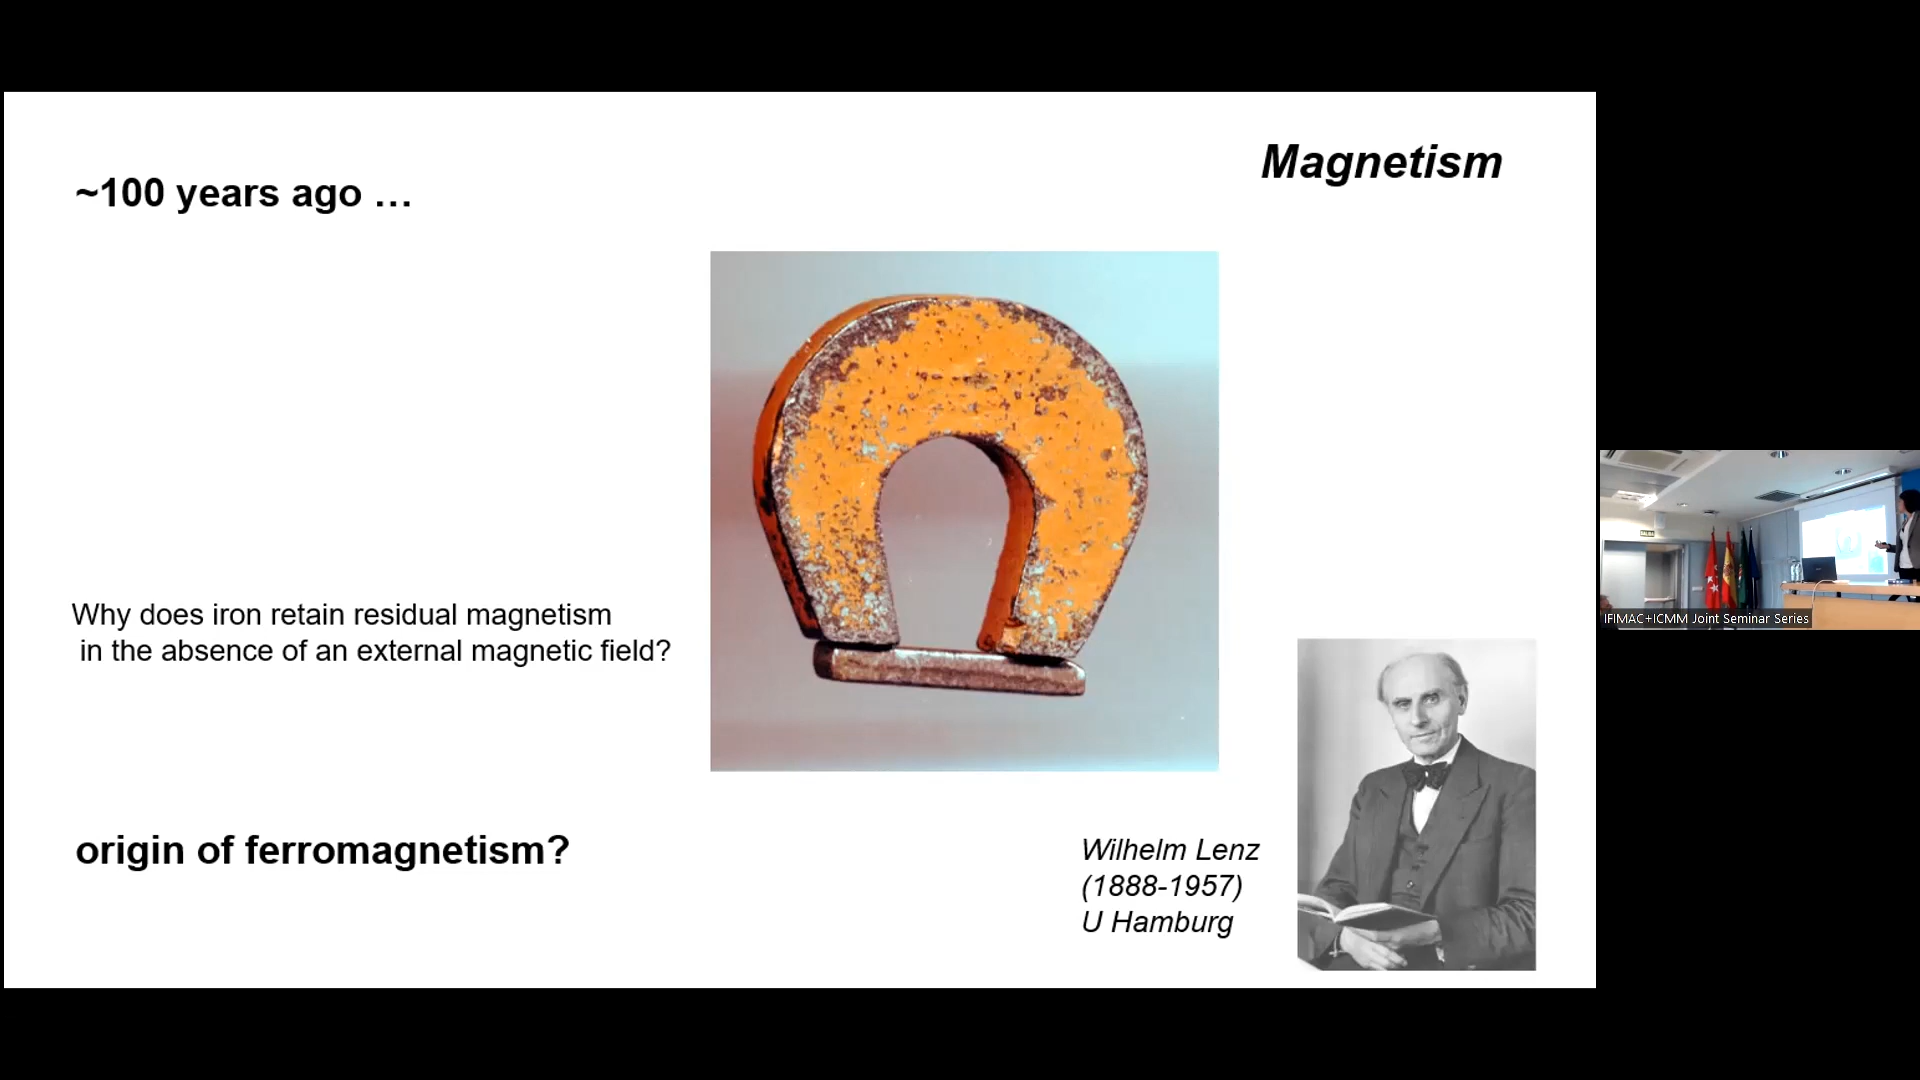 Magnetism
~100 years ago …
Why does iron retain residual magnetism
in the absence of an external magnetic field?
origin of ferromagnetism?
Wilhelm Lenz
(1888-1957)
U Hamburg
IFIMAC+ICMM Joint Seminar Series